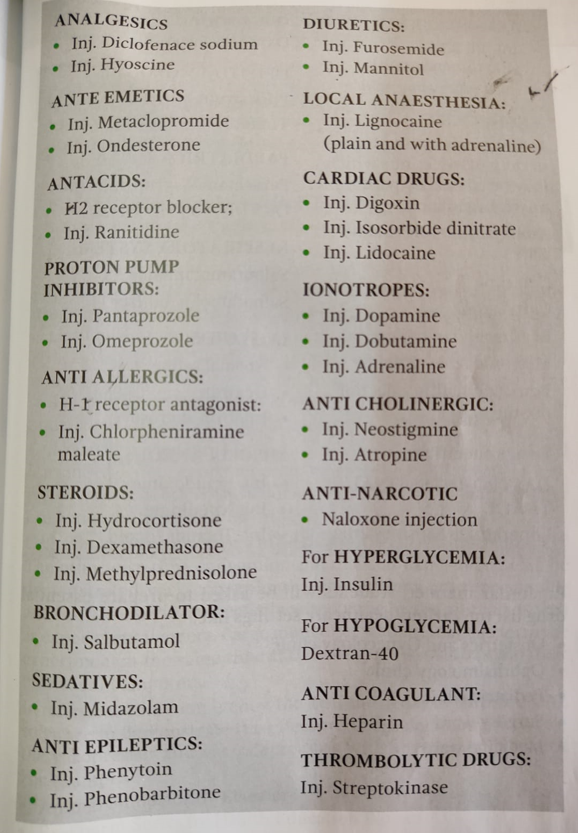 ANALGESICS
• Inj. Diclofenace sodium
• Inj. Hyoscine
ANTE EMETICS
• Inj. Metaclopromide
• Inj. Ondesterone
ANTACIDS:
• H2 receptor blocker;
• Inj. Ranitidine
PROTON PUMP
INHIBITORS:
• Inj. Pantaprozole
• Inj. Omeprozole
ANTI ALLERGICS:
• H-1 receptor antagonist:
• Inj. Chlorpheniramine
maleate
STEROIDS:
• Inj. Hydrocortisone
• Inj. Dexamethasone
• Inj. Methylprednisolone
BRONCHODILATOR:
• Inj. Salbutamol
SEDATIVES:
• Inj. Midazolam
ANTI EPILEPTICS:
• Inj. Phenytoin
• Inj. Phenobarbitone
DIURETICS:
• Inj. Furosemide
• Inj. Mannitol
LOCAL ANAESTHESIA:
• Inj. Lignocaine
(plain and with adrenaline)
CARDIAC DRUGS:
• Inj. Digoxin
• Inj. Isosorbide dinitrate
• Inj. Lidocaine
IONOTROPES:
• Inj. Dopamine
• Inj. Dobutamine
• Inj. Adrenaline
ANTI CHOLINERGIC:
• Inj. Neostigmine
• Inj. Atropine
ANTI-NARCOTIC
• Naloxone injection
For HYPERGLYCEMIA:
Inj. Insulin
For HYPOGLYCEMIA:
Dextran-40
ANTI COAGULANT:
Inj. Heparin
THROMBOLYTIC DRUGS:
Inj. Streptokinase